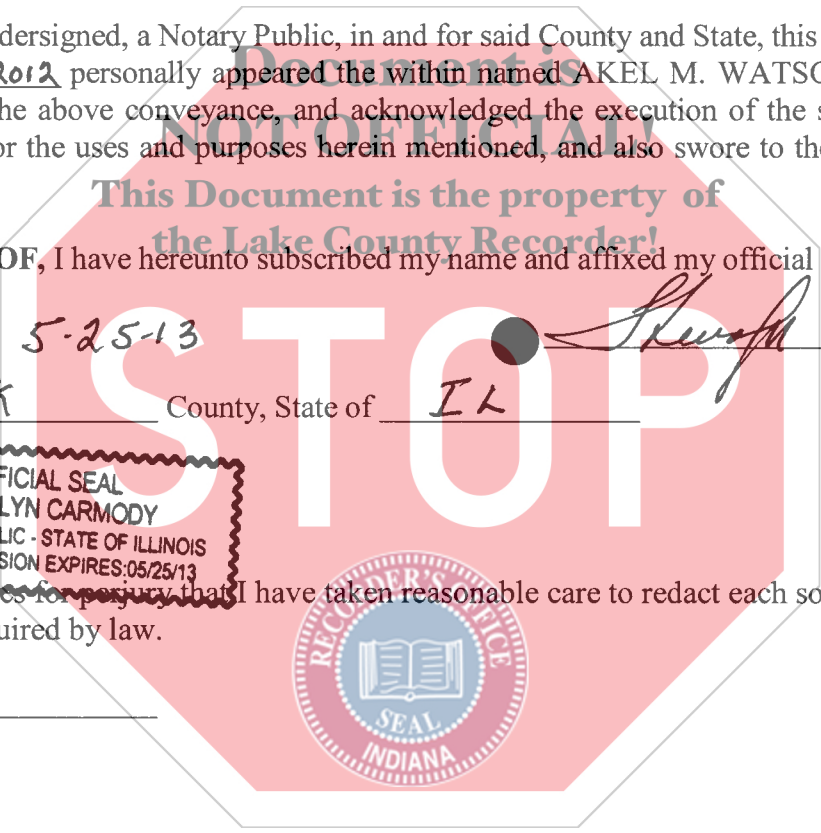 dersigned, a Notary Public, in and for said County and State, this
Document is
2012 personally appeared the within named AKEL M. WATSO
he above conveyance, and acknowledged the execution of the s
NOT OFFICIAL!
or the uses and purposes herein mentioned, and also swore to the
This Document is the property of
the Lake County Recorder!
OF, I have hereunto subscribed my name and affixed my official
5-25-13
STOP
K County, State of IL
FICIAL SEAL
LYN CARMODY
LIC - STATE OF ILLINOIS
SION EXPIRES:05/25/13
es for perjury that I have taken reasonable care to redact each so
uired by law.
RECORDER'S OFFICE
SEAL
INDIANA